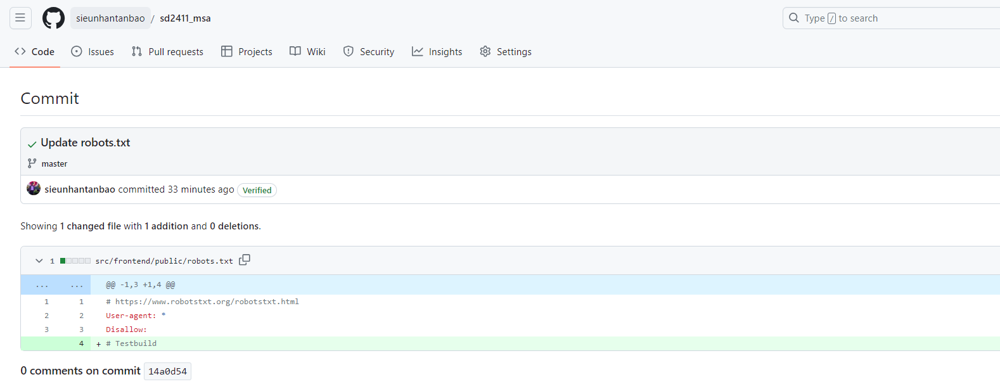 sieunhantanbao / sd2411_msa
Type / to search
Code Issues Pull requests Projects Wiki Security Insights Settings
Commit
Update robots.txt
master
sieunhantanbao committed 33 minutes ago Verified
Showing 1 changed file with 1 addition and 0 deletions.
1 src/frontend/public/robots.txt
... ... @@ -1,3 +1,4 @@
1 1 # https://www.robotstxt.org/robotstxt.html
2 2 User-agent: *
3 3 Disallow:
4 + # Testbuild
0 comments on commit 14a0d54